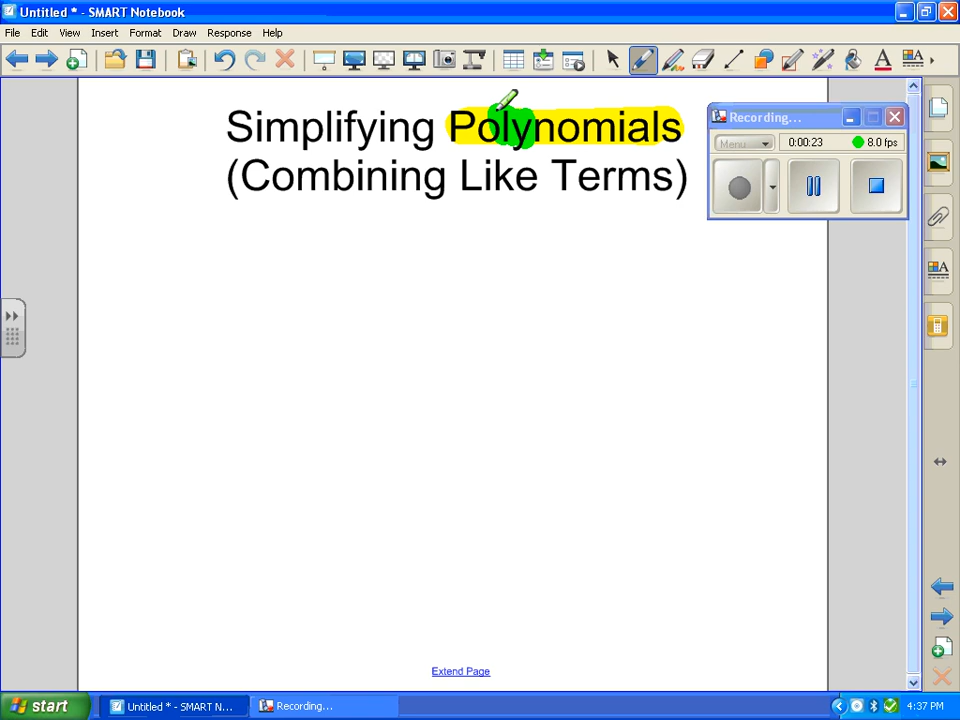 Untitled * - SMART Notebook
File Edit View Insert Format Draw Response Help
Simplifying Polynomials
(Combining Like Terms)
Recording...
Menu 0:00:23 8.0 fps
Extend Page
start Untitled * - SMART N... Recording... 4:37 PM